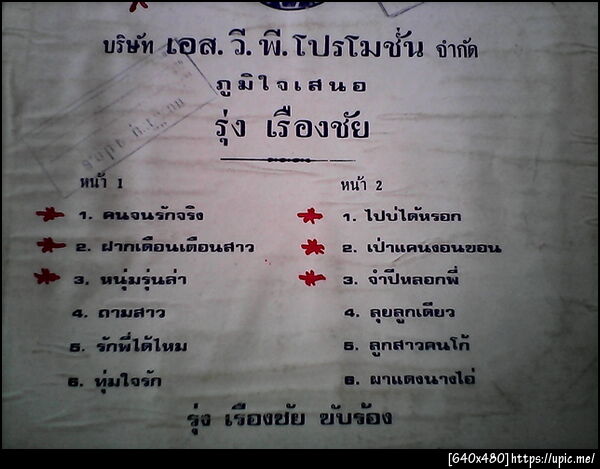 บริษัท เอส. วี. พี. โปรโมชั่น จำกัด
ภูมิใจเสนอ
รุ่ง เรืองชัย
หน้า 1
1. คนจนรักจริง
2. ฝากเดือนเตือนสาว
3. หนุ่มรุ่นล่า
4. ถามสาว
5. รักพี่ได้ไหม
6. ทุ่มใจรัก
หน้า 2
1. ไปบ่ได้หรอก
2. เป่าแคนงอนขอน
3. จำปีหลอกพี่
4. ลุยลูกเดียว
5. ลูกสาวคนโก้
6. ผาแดงนางไอ่
รุ่ง เรืองชัย ขับร้อง
[640x480]https://upic.me/